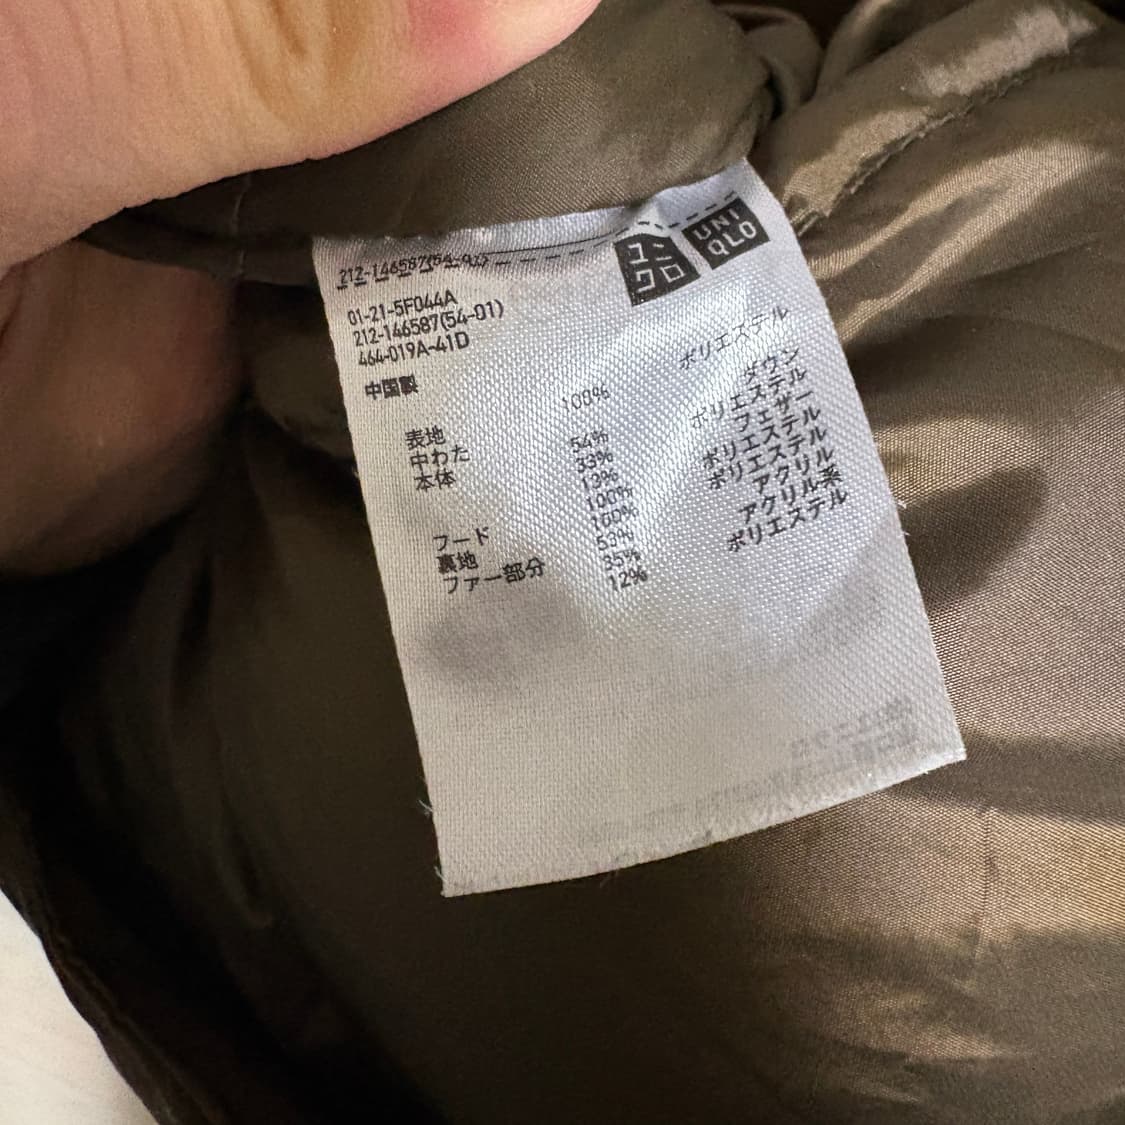 ユニクロ
UNIQLO
212-146587(54-01)
01-21-5F044A
212-146587(54-01)
464-019A-41D
中国製
表地 100% ポリエステル
中わた
本体 54% ダウン
33% ポリエステル
13% フェザー
フード 100% ポリエステル
裏地 100% ポリエステル
ファー部分 53% アクリル
35% アクリル系
12% ポリエステル